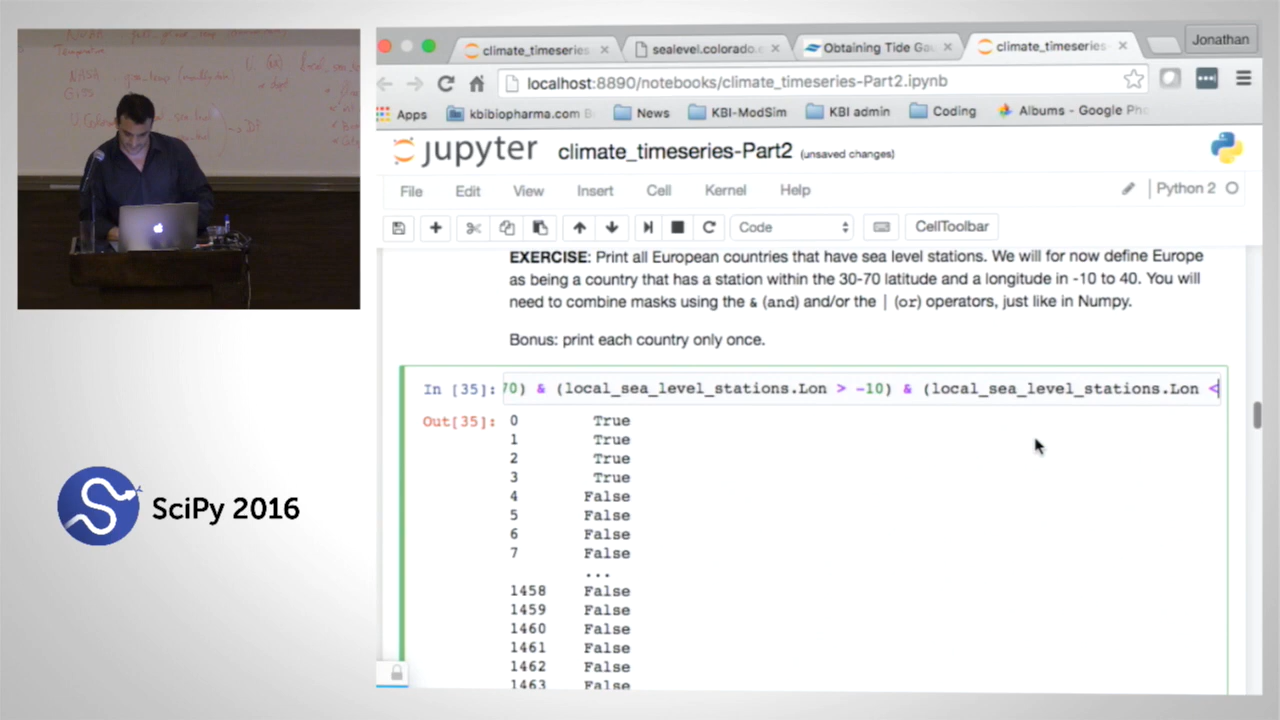 climate_timeseries
sealevel.colorado.e
Obtaining Tide Gau
climate_timeseries-
Jonathan
localhost:8890/notebooks/climate_timeseries-Part2.ipynb
Apps
kbibiopharma.com
News
KBI-ModSim
KBI admin
Coding
Albums - Google Pho
jupyter climate_timeseries-Part2 (unsaved changes)
File Edit View Insert Cell Kernel Help
Python 2
Code
CellToolbar
EXERCISE: Print all European countries that have sea level stations. We will for now define Europe
as being a country that has a station within the 30-70 latitude and a longitude in -10 to 40. You will
need to combine masks using the & (and) and/or the | (or) operators, just like in Numpy.
Bonus: print each country only once.
In [35]: 70) & (local_sea_level_stations.Lon > -10) & (local_sea_level_stations.Lon <
Out[35]: 0 True
1 True
2 True
3 True
4 False
5 False
6 False
7 False
...
1458 False
1459 False
1460 False
1461 False
1462 False
1463 False
SciPy 2016